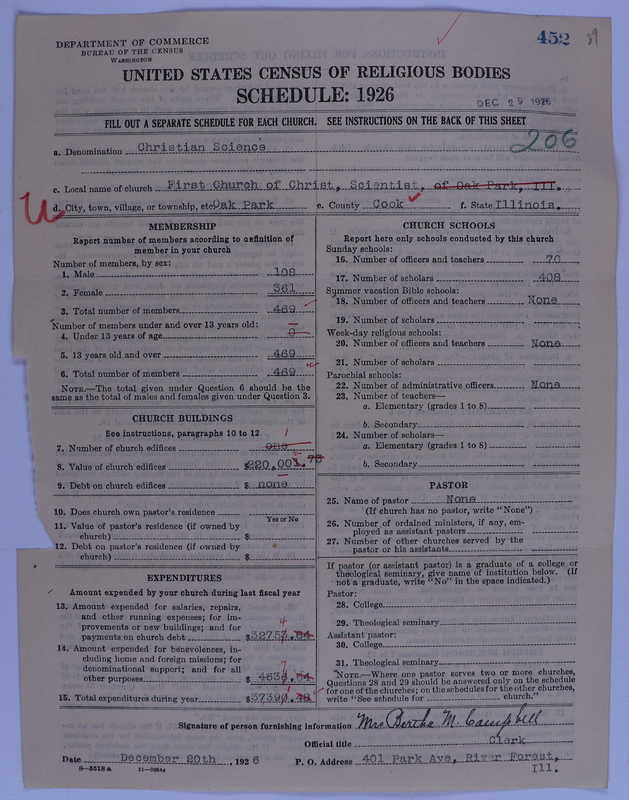 452
DEPARTMENT OF COMMERCE
BUREAU OF THE CENSUS
WASHINGTON
UNITED STATES CENSUS OF RELIGIOUS BODIES
SCHEDULE: 1926
DEC 29 1926
FILL OUT A SEPARATE SCHEDULE FOR EACH CHURCH. SEE INSTRUCTIONS ON THE BACK OF THIS SHEET
206
a. Denomination Christian Science
c. Local name of church First Church of Christ, Scientist, of Oak Park, Ill.
City, town, village, or township, etc. Oak Park e. County Cook f. State Illinois.
MEMBERSHIP
Report number of members according to definition of
member in your church
Number of members, by sex:
1. Male 108
2. Female 361
3. Total number of members 469
Number of members under and over 13 years old:
4. Under 13 years of age 0
5. 13 years old and over 469
6. Total number of members 469
NOTE.—The total given under Question 6 should be the
same as the total of males and females given under Question 3.
CHURCH BUILDINGS
See instructions, paragraphs 10 to 12
1
7. Number of church edifices one
8. Value of church edifices $220,001.73
9. Debt on church edifices $ none
10. Does church own pastor's residence
Yes or No
11. Value of pastor's residence (if owned by
church) $
12. Debt on pastor's residence (if owned by
church) $
EXPENDITURES
Amount expended by your church during last fiscal year
13. Amount expended for salaries, repairs,
and other running expenses; for im-
provements or new buildings; and for
4
payments on church debt $32753.84
14. Amount expended for benevolences, in-
cluding home and foreign missions; for
denominational support; and for all
7
other purposes $ 4636.64
15. Total expenditures during year $37390.48
CHURCH SCHOOLS
Report here only schools conducted by this church
Sunday schools:
16. Number of officers and teachers 70
17. Number of scholars 408
Summer vacation Bible schools:
18. Number of officers and teachers None
19. Number of scholars
Week-day religious schools:
20. Number of officers and teachers None
21. Number of scholars
Parochial schools:
22. Number of administrative officers None
23. Number of teachers—
a. Elementary (grades 1 to 8)
b. Secondary
24. Number of scholars—
a. Elementary (grades 1 to 8)
b. Secondary
PASTOR
25. Name of pastor None
(If church has no pastor, write "None")
26. Number of ordained ministers, if any, em-
ployed as assistant pastors
27. Number of other churches served by the
pastor or his assistants
If pastor (or assistant pastor) is a graduate of a college or
theological seminary, give name of institution below. (If
not a graduate, write "No" in the space indicated.)
Pastor:
28. College
29. Theological seminary
Assistant pastor:
30. College
31. Theological seminary
NOTE.—Where one pastor serves two or more churches,
Questions 28 and 29 should be answered only on the schedule
for one of the churches; on the schedules for the other churches,
write "See schedule for church."
Signature of person furnishing information Mrs Bertha M. Campbell
Official title Clerk
Date December 20th, 1926 P. O. Address 401 Park Ave, River Forest,
Ill.
8—5518 a